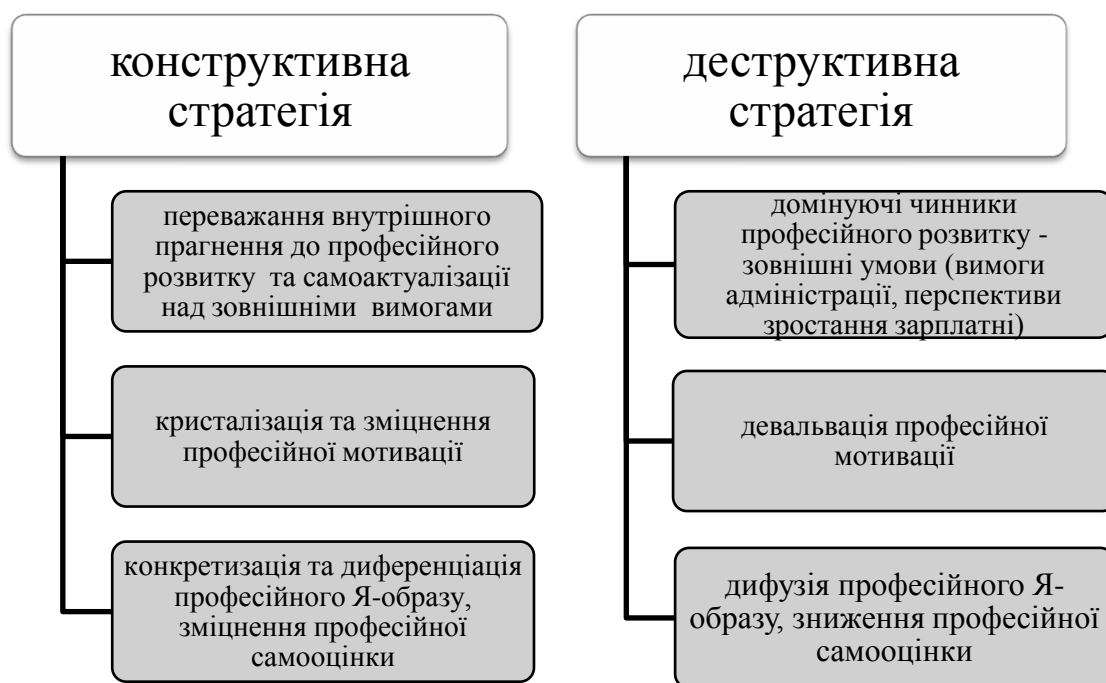 конструктивна
стратегія
переважання внутрішного
прагнення до професійного
розвитку та самоактуалізації
над зовнішніми вимогами
кристалізація та зміцнення
професійної мотивації
конкретизація та диференціація
професійного Я-образу,
зміцнення професійної
самооцінки
деструктивна
стратегія
домінуючі чинники
професійного розвитку -
зовнішні умови (вимоги
адміністрації, перспективи
зростання зарплатні)
девальвація професійної
мотивації
дифузія професійного Я-
образу, зниження професійної
самооцінки